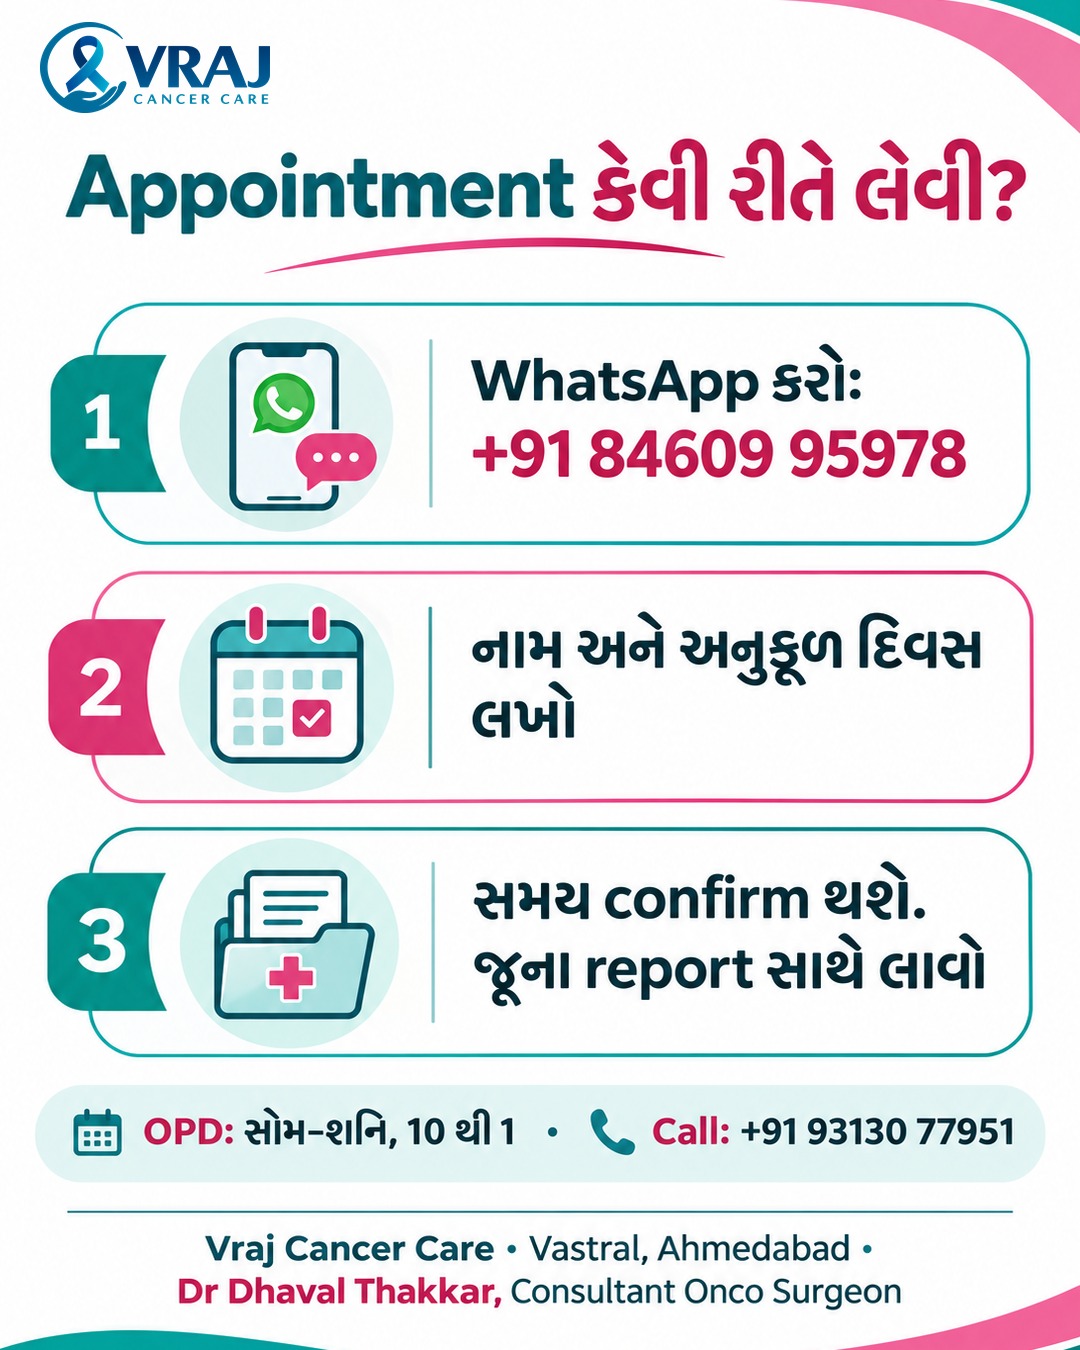 VRAJ
CANCER CARE
Appointment કેવી રીતે લેવી?
1
WhatsApp કરો:
+91 84609 95978
2
નામ અને અનુકૂળ દિવસ
લખો
3
સમય confirm થશે.
જૂના report સાથે લાવો
OPD: સોમ–શનિ, 10 થી 1 • Call: +91 93130 77951
Vraj Cancer Care • Vastral, Ahmedabad •
Dr Dhaval Thakkar, Consultant Onco Surgeon